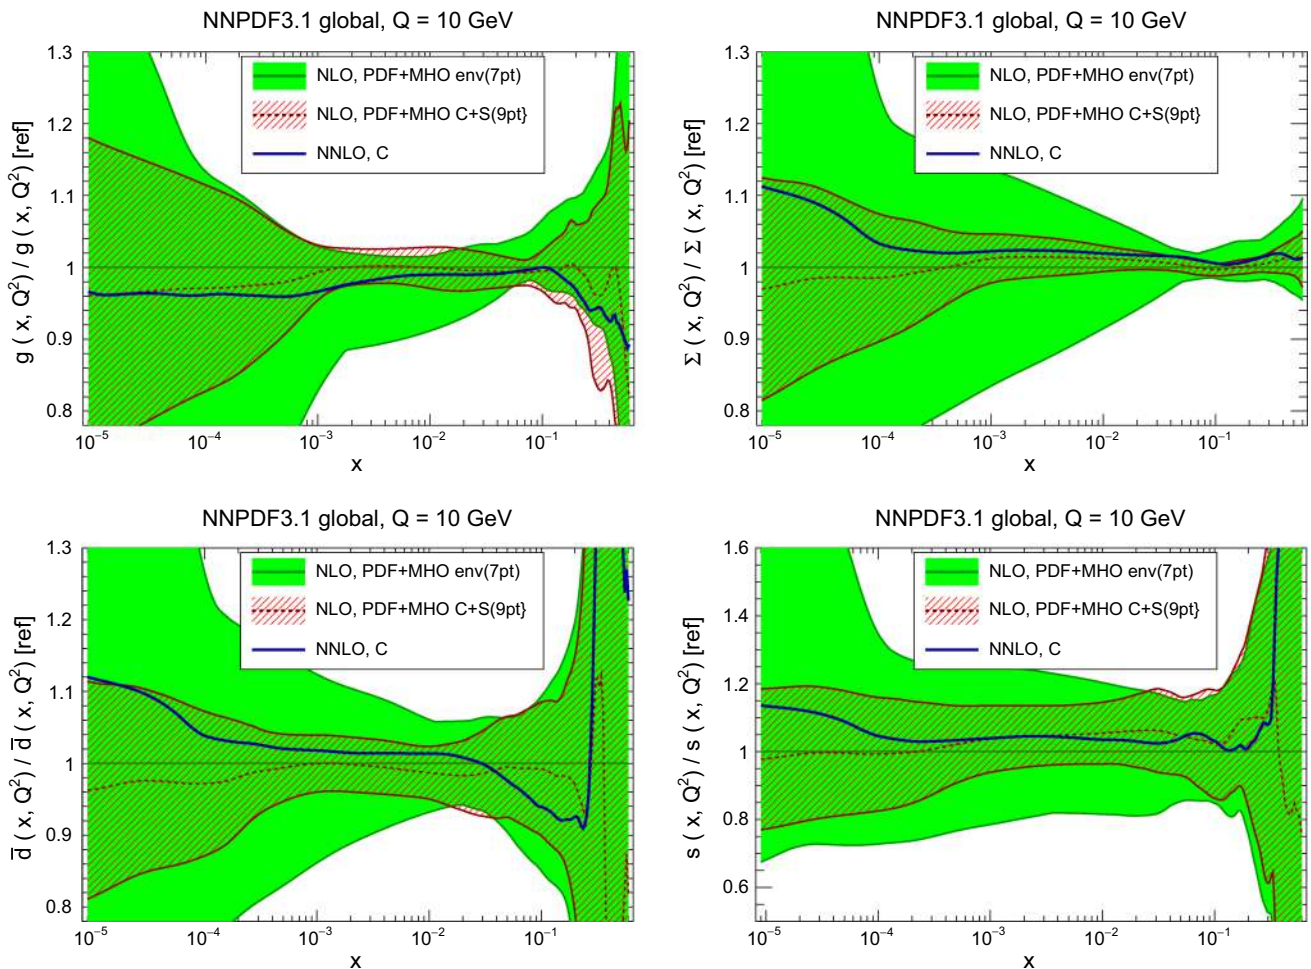 NNPDF3.1 global, Q = 10 GeV
g ( x, Q²) / g ( x, Q²) [ref]
1.3
1.2
1.1
1
0.9
0.8
NLO, PDF+MHO env(7pt)
NLO, PDF+MHO C+S(9pt}
NNLO, C
10⁻⁵
10⁻⁴
10⁻³
10⁻²
10⁻¹
x
NNPDF3.1 global, Q = 10 GeV
Σ ( x, Q²) / Σ ( x, Q²) [ref]
1.3
1.2
1.1
1
0.9
0.8
NLO, PDF+MHO env(7pt)
NLO, PDF+MHO C+S(9pt}
NNLO, C
10⁻⁵
10⁻⁴
10⁻³
10⁻²
10⁻¹
x
NNPDF3.1 global, Q = 10 GeV
d̅ ( x, Q²) / d̅ ( x, Q²) [ref]
1.3
1.2
1.1
1
0.9
0.8
NLO, PDF+MHO env(7pt)
NLO, PDF+MHO C+S(9pt}
NNLO, C
10⁻⁵
10⁻⁴
10⁻³
10⁻²
10⁻¹
x
NNPDF3.1 global, Q = 10 GeV
s ( x, Q²) / s ( x, Q²) [ref]
1.6
1.4
1.2
1
0.8
0.6
NLO, PDF+MHO env(7pt)
NLO, PDF+MHO C+S(9pt}
NNLO, C
10⁻⁵
10⁻⁴
10⁻³
10⁻²
10⁻¹
x